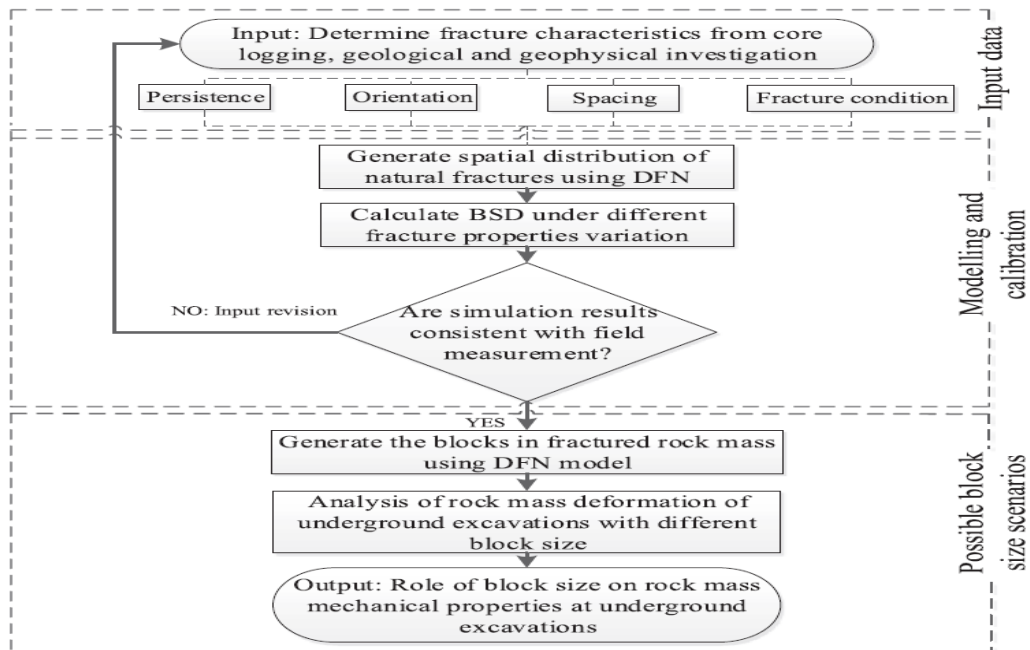 Input: Determine fracture characteristics from core
logging, geological and geophysical investigation
Persistence
Orientation
Spacing
Fracture condition
Input data
Generate spatial distribution of
natural fractures using DFN
Calculate BSD under different
fracture properties variation
Are simulation results
consistent with field
measurement?
NO: Input revision
Modelling and
calibration
YES
Generate the blocks in fractured rock mass
using DFN model
Analysis of rock mass deformation of
underground excavations with different
block size
Output: Role of block size on rock mass
mechanical properties at underground
excavations
Possible block
size scenarios